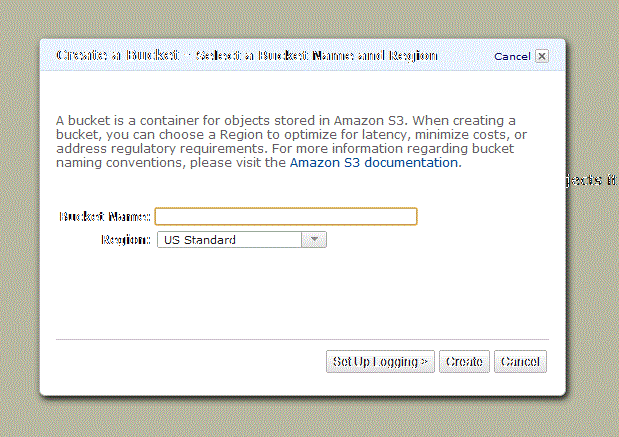 Create a Bucket - Select a Bucket Name and Region
Cancel
A bucket is a container for objects stored in Amazon S3. When creating a
bucket, you can choose a Region to optimize for latency, minimize costs, or
address regulatory requirements. For more information regarding bucket
naming conventions, please visit the Amazon S3 documentation.
Bucket Name:
Region:
US Standard
Set Up Logging >
Create
Cancel